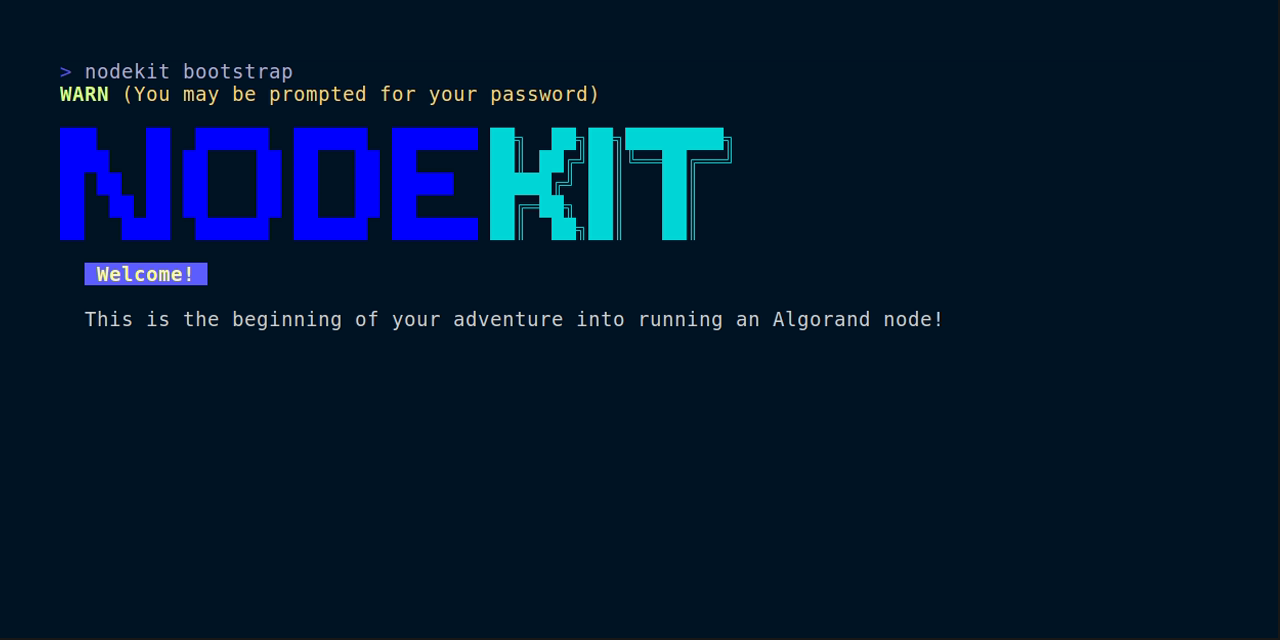 > nodekit bootstrap
WARN (You may be prompted for your password)
NODEKIT
Welcome!
This is the beginning of your adventure into running an Algorand node!